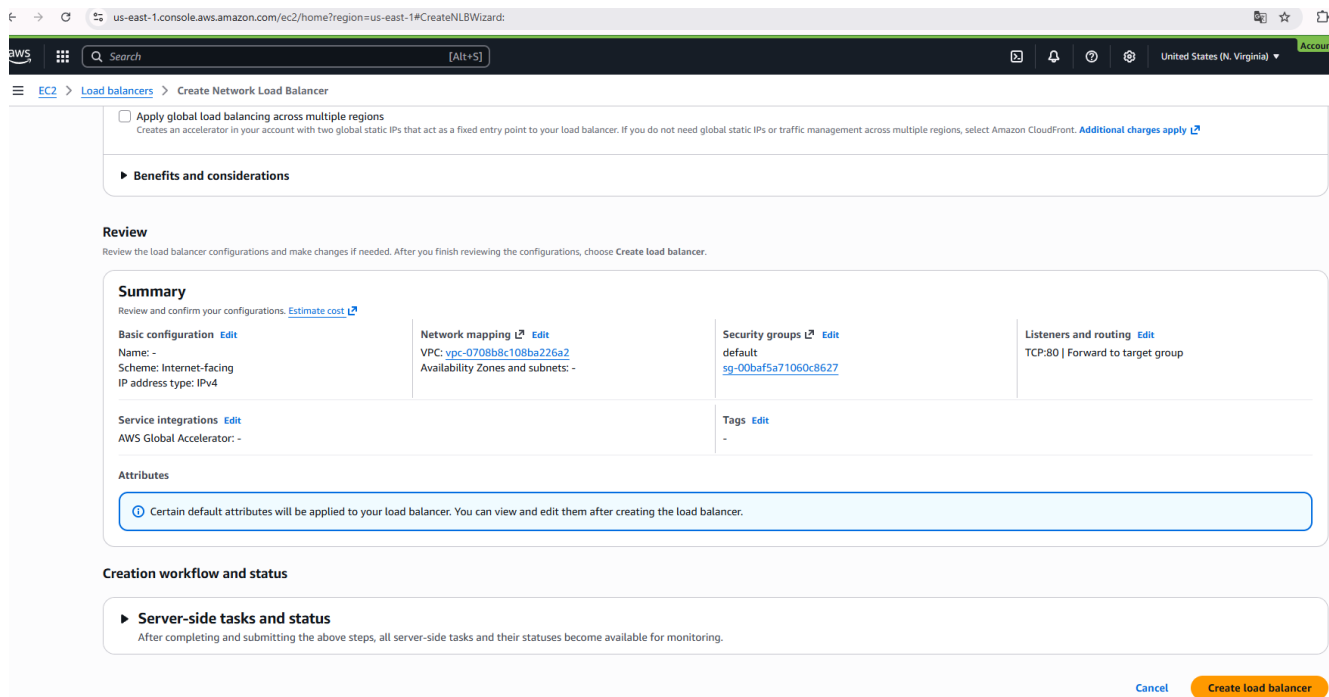 us-east-1.console.aws.amazon.com/ec2/home?region=us-east-1#CreateNLBWizard:
aws
Search
[Alt+S]
United States (N. Virginia)
Accoun
EC2 > Load balancers > Create Network Load Balancer
Apply global load balancing across multiple regions
Creates an accelerator in your account with two global static IPs that act as a fixed entry point to your load balancer. If you do not need global static IPs or traffic management across multiple regions, select Amazon CloudFront. Additional charges apply
Benefits and considerations
Review
Review the load balancer configurations and make changes if needed. After you finish reviewing the configurations, choose Create load balancer.
Summary
Review and confirm your configurations. Estimate cost
Basic configuration Edit
Name: -
Scheme: Internet-facing
IP address type: IPv4
Network mapping Edit
VPC: vpc-0708b8c108ba226a2
Availability Zones and subnets: -
Security groups Edit
default
sg-00baf5a71060c8627
Listeners and routing Edit
TCP:80 | Forward to target group
Service integrations Edit
AWS Global Accelerator: -
Tags Edit
-
Attributes
Certain default attributes will be applied to your load balancer. You can view and edit them after creating the load balancer.
Creation workflow and status
Server-side tasks and status
After completing and submitting the above steps, all server-side tasks and their statuses become available for monitoring.
Cancel
Create load balancer